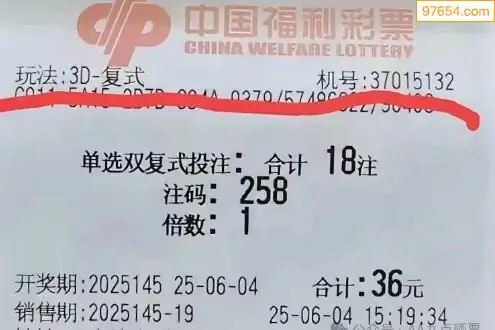 97654.com
中国福利彩票
CHINA WELFARE LOTTERY
玩法:3D-复式 机号:37015132
单选双复式投注: 合计 18注
注码: 258
倍数: 1
开奖期:2025145 25-06-04 合计:36元
销售期:2025145-19 25-06-04 15:19:34